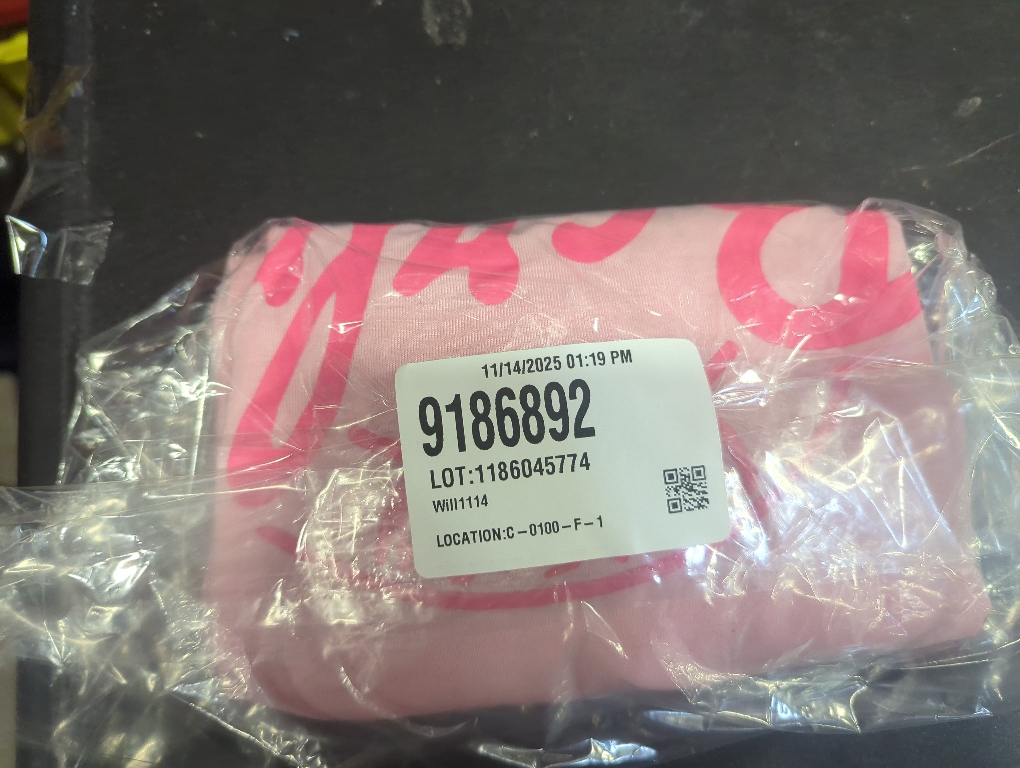 11/14/2025 01:19 PM
9186892
LOT:1186045774
Will1114
LOCATION:C-0100-F-1